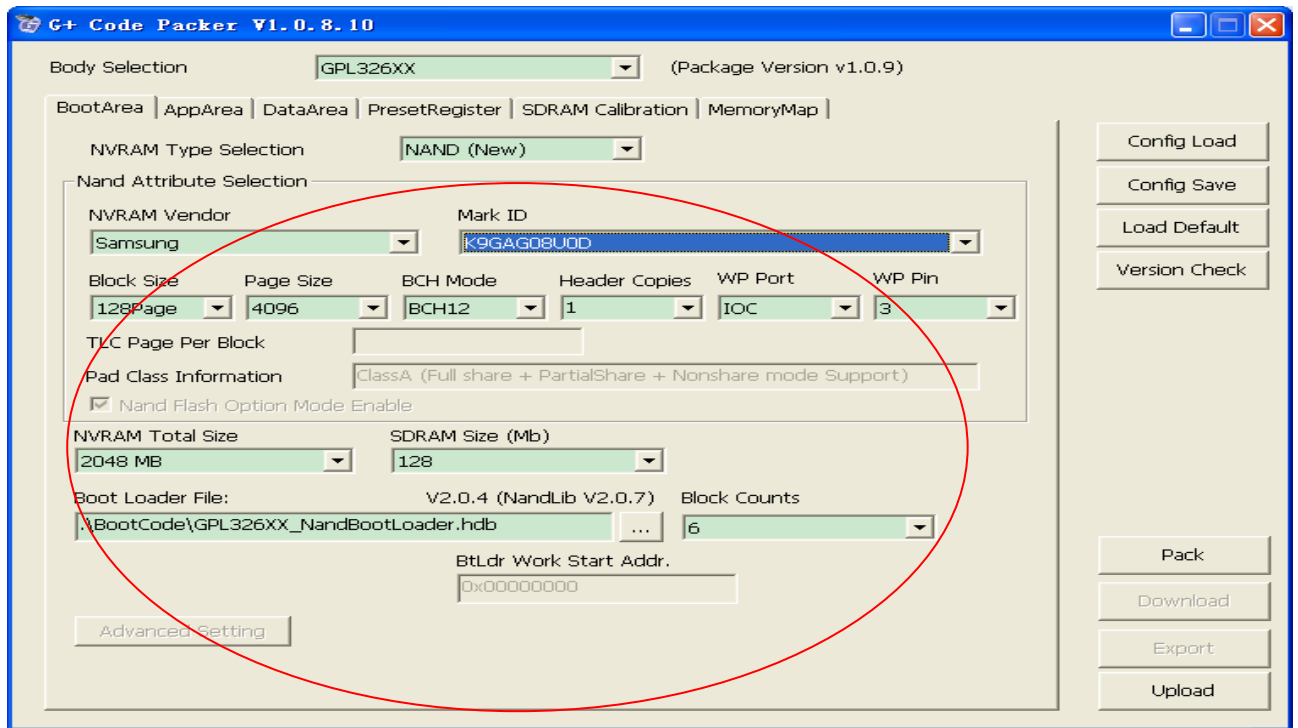 G+ Code Packer V1.0.8.10
Body Selection GPL326XX (Package Version v1.0.9)
BootArea AppArea DataArea PresetRegister SDRAM Calibration MemoryMap
NVRAM Type Selection NAND (New)
Nand Attribute Selection
NVRAM Vendor Mark ID
Samsung K9GAG08U0D
Block Size Page Size BCH Mode Header Copies WP Port WP Pin
128Page 4096 BCH12 1 IOC 3
TLC Page Per Block
Pad Class Information ClassA (Full share + PartialShare + Nonshare mode Support)
Nand Flash Option Mode Enable
NVRAM Total Size SDRAM Size (Mb)
2048 MB 128
Boot Loader File: V2.0.4 (NandLib V2.0.7) Block Counts
.\BootCode\GPL326XX_NandBootLoader.hdb ... 6
BtLdr Work Start Addr.
0x00000000
Advanced Setting
Config Load
Config Save
Load Default
Version Check
Pack
Download
Export
Upload